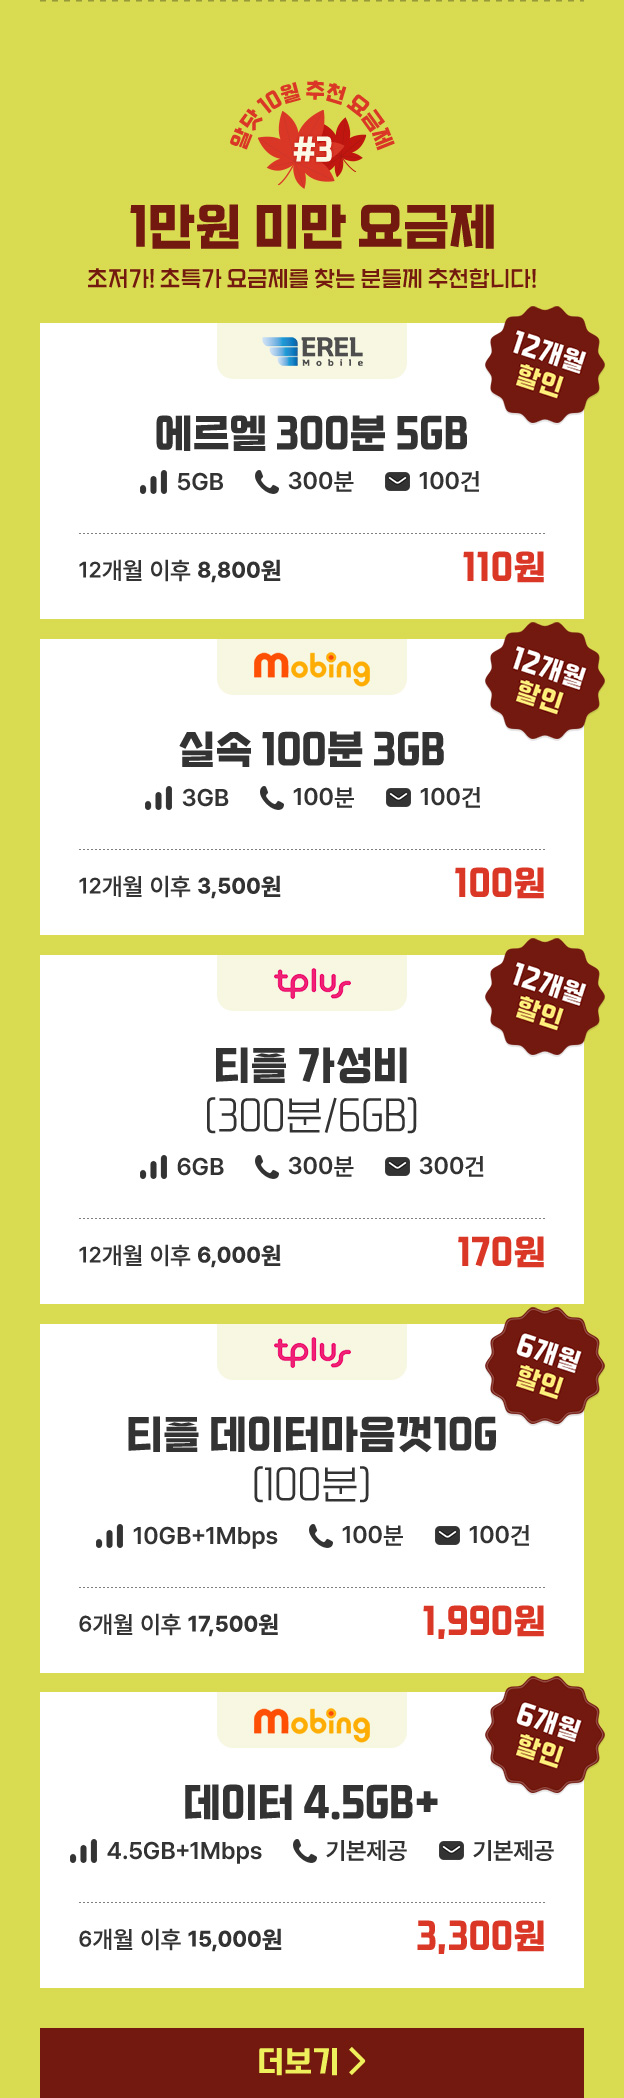 알닷 10월 추천 요금제
#3
1만원 미만 요금제
초저가! 초특가 요금제를 찾는 분들께 추천합니다!
EREL
Mobile
12개월
할인
에르엘 300분 5GB
5GB 300분 100건
12개월 이후 8,800원 110원
mobing
12개월
할인
실속 100분 3GB
3GB 100분 100건
12개월 이후 3,500원 100원
tplus
12개월
할인
티플 가성비
(300분/6GB)
6GB 300분 300건
12개월 이후 6,000원 170원
tplus
6개월
할인
티플 데이터마음껏10G
(100분)
10GB+1Mbps 100분 100건
6개월 이후 17,500원 1,990원
mobing
6개월
할인
데이터 4.5GB+
4.5GB+1Mbps 기본제공 기본제공
6개월 이후 15,000원 3,300원
더보기 >